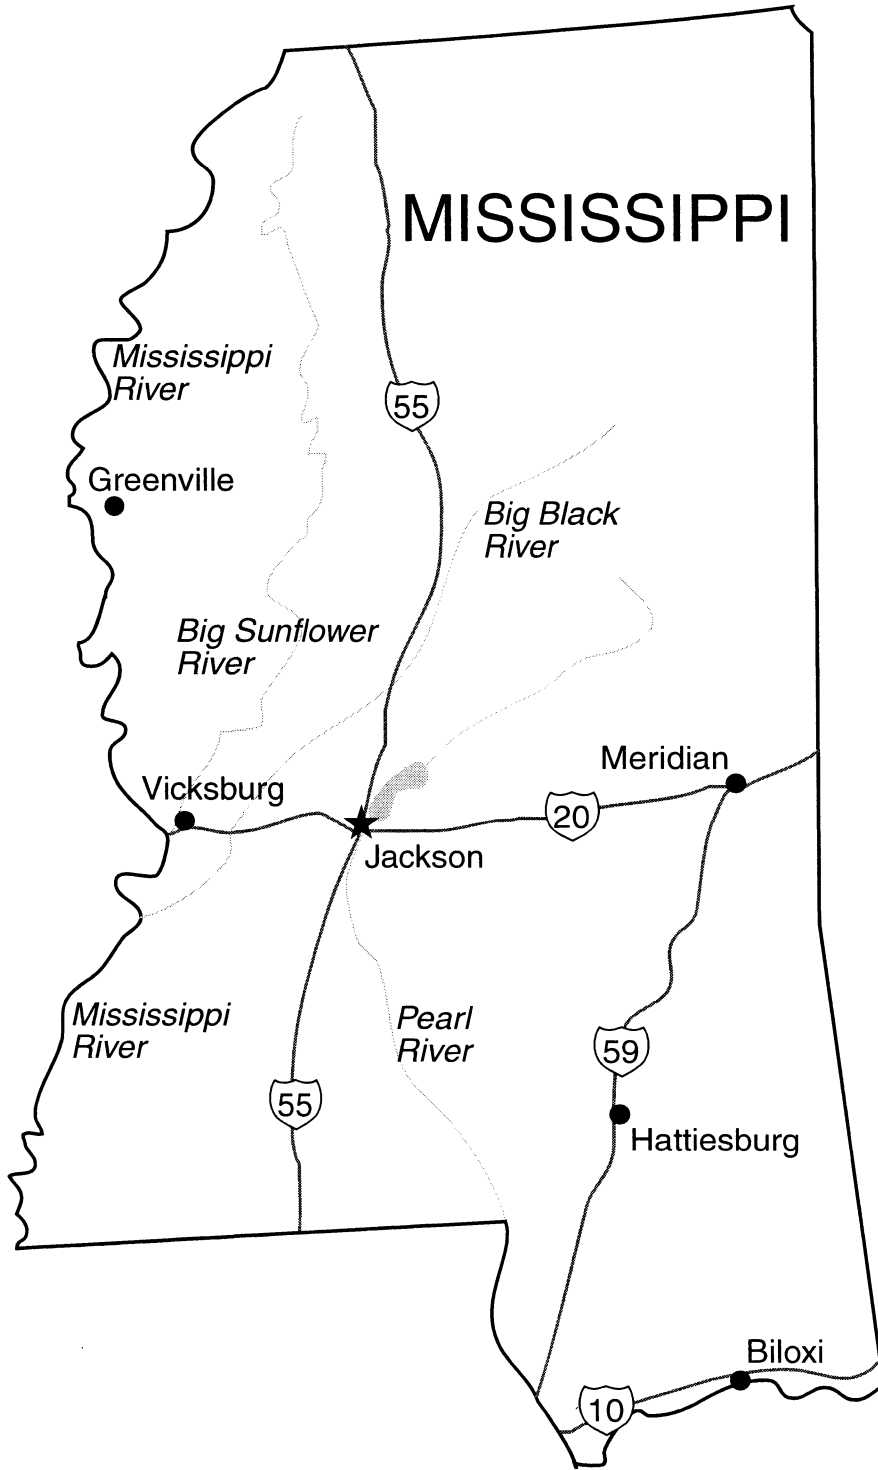 MISSISSIPPI
Mississippi
River
55
Greenville
Big Black
River
Big Sunflower
River
Meridian
Vicksburg
20
Jackson
Mississippi
River
Pearl
River
59
55
Hattiesburg
Biloxi
10